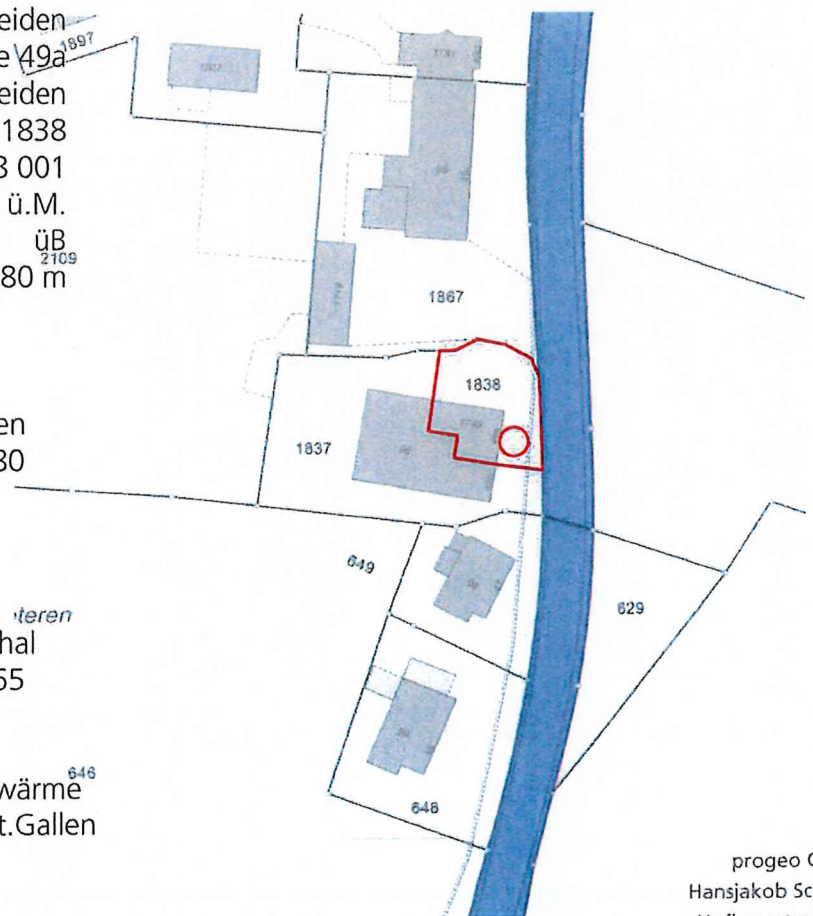 eiden
1897
e 49a
eiden
1838
3 001
ü.M.
üB
2109
80 m
1867
1838
1837
en
30
649
629
teren
hal
55
646
wärme
t.Gallen
648
progeo G
Hansjakob Sc